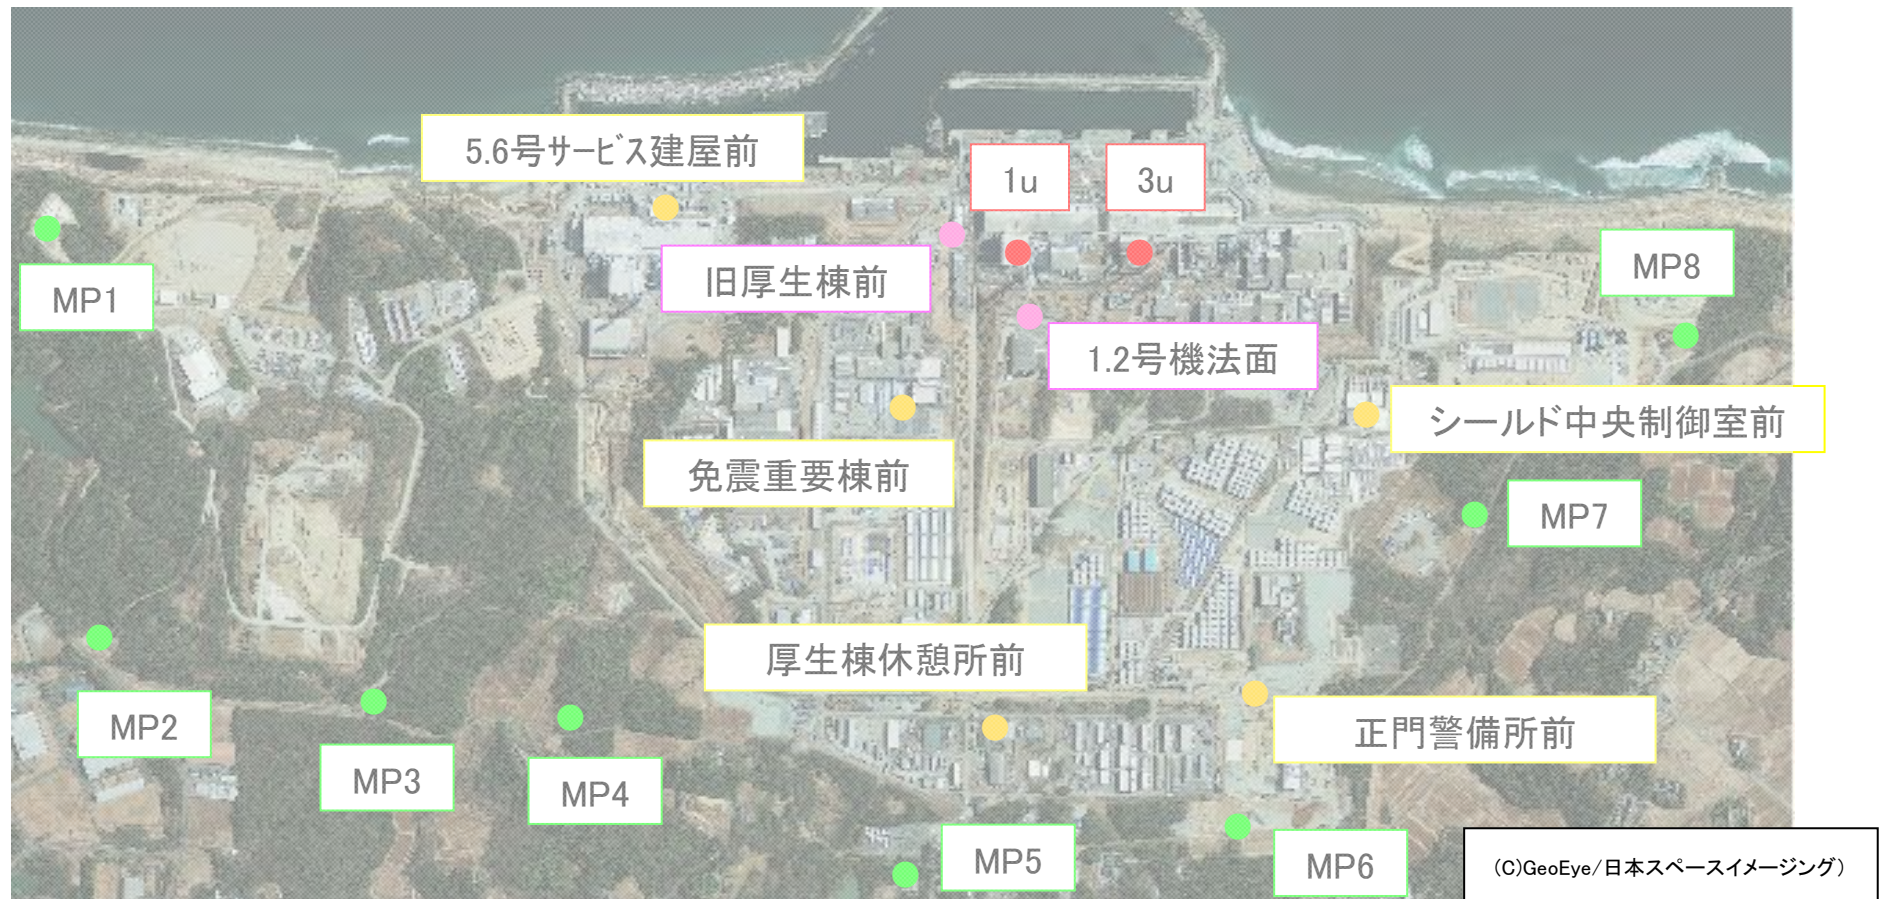 5.6号サービス建屋前
1u
3u
旧厚生棟前
MP8
MP1
1.2号機法面
シールド中央制御室前
免震重要棟前
MP7
厚生棟休憩所前
MP2
正門警備所前
MP3
MP4
MP5
MP6
(C)GeoEye/日本スペースイメージング)